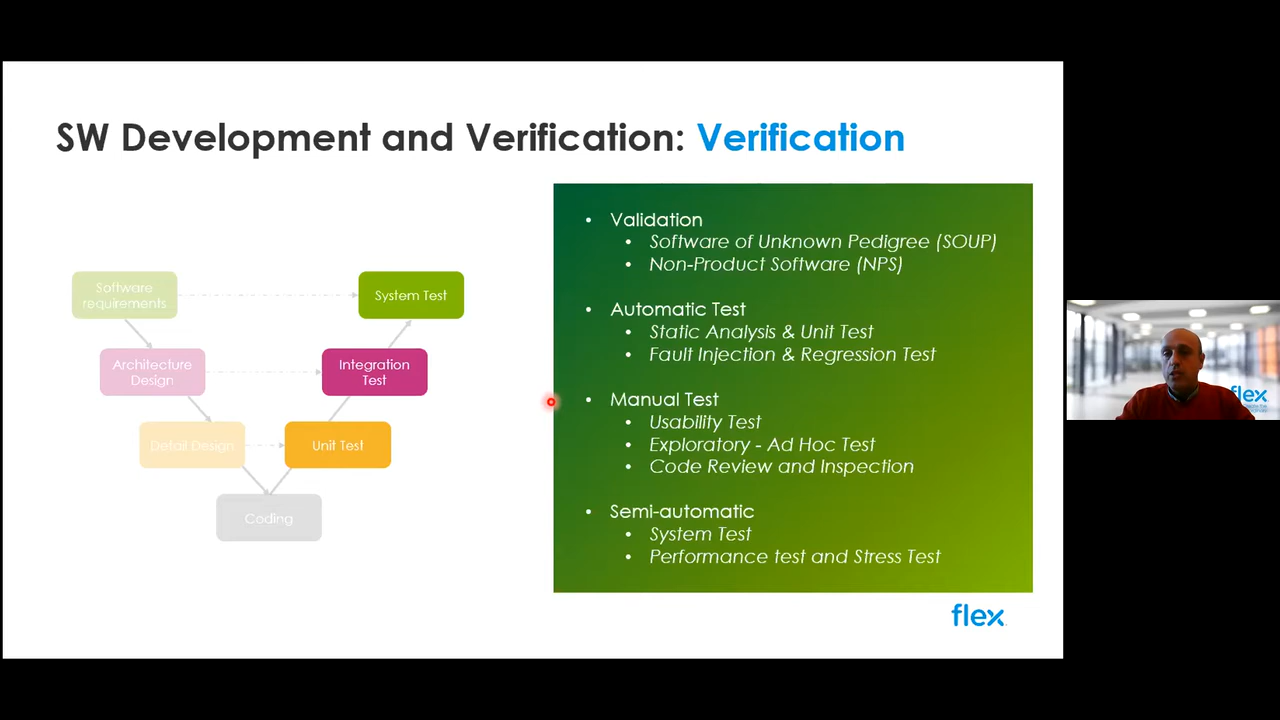 SW Development and Verification: Verification
Software
requirements
System Test
Architecture
Design
Integration
Test
Detail Design
Unit Test
Coding
• Validation
• Software of Unknown Pedigree (SOUP)
• Non-Product Software (NPS)
• Automatic Test
• Static Analysis & Unit Test
• Fault Injection & Regression Test
• Manual Test
• Usability Test
• Exploratory - Ad Hoc Test
• Code Review and Inspection
• Semi-automatic
• System Test
• Performance test and Stress Test
flex
flex